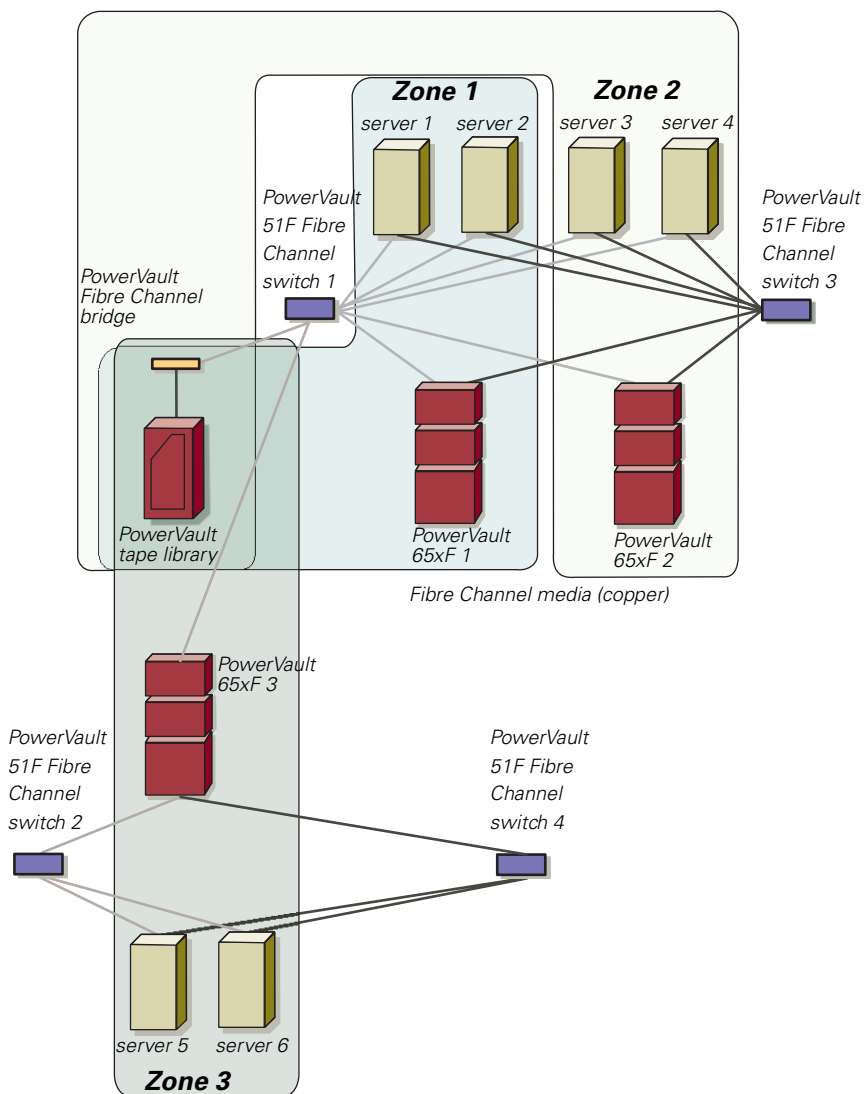 Zone 1
Zone 2
server 1
server 2
server 3
server 4
PowerVault
51F Fibre
Channel
switch 1
PowerVault
51F Fibre
Channel
switch 3
PowerVault
Fibre Channel
bridge
PowerVault
tape library
PowerVault
65xF 1
PowerVault
65xF 2
Fibre Channel media (copper)
PowerVault
65xF 3
PowerVault
51F Fibre
Channel
switch 2
PowerVault
51F Fibre
Channel
switch 4
server 5
server 6
Zone 3